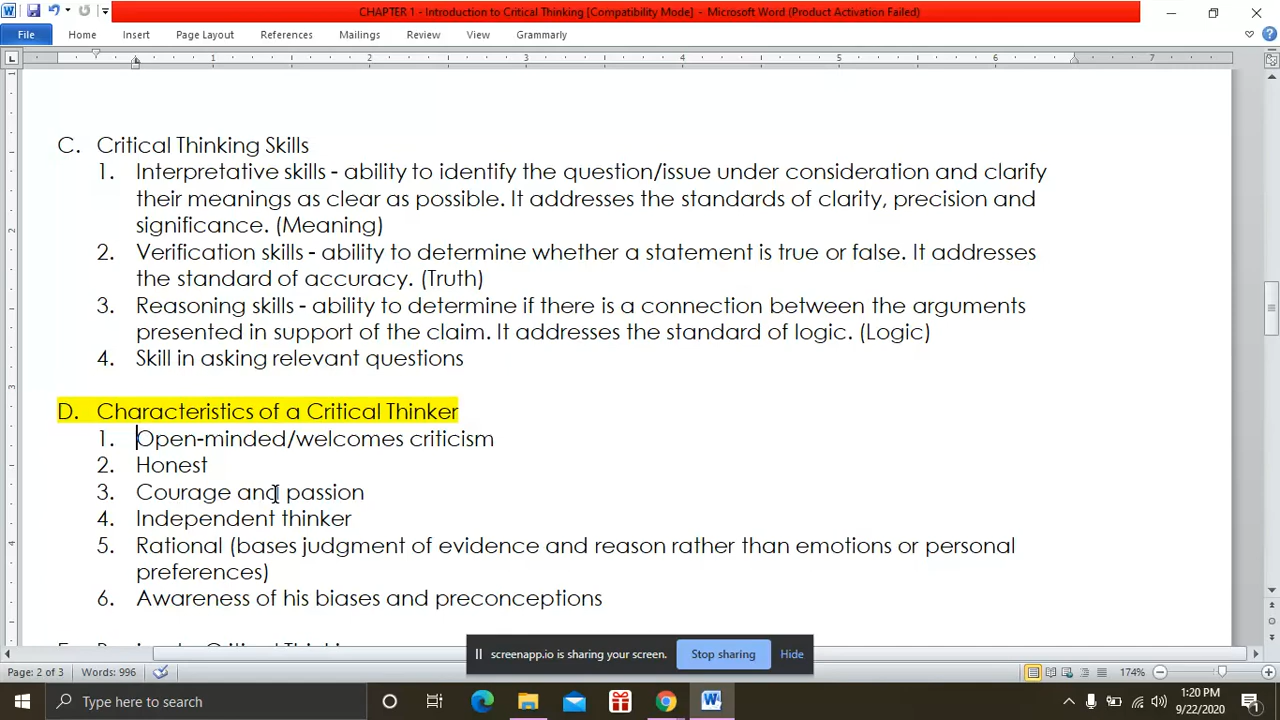 CHAPTER 1 - Introduction to Critical Thinking [Compatibility Mode] - Microsoft Word (Product Activation Failed)
File Home Insert Page Layout References Mailings Review View Grammarly
1 2 3 4 5 6 7
C. Critical Thinking Skills
1. Interpretative skills - ability to identify the question/issue under consideration and clarify
their meanings as clear as possible. It addresses the standards of clarity, precision and
significance. (Meaning)
2. Verification skills - ability to determine whether a statement is true or false. It addresses
the standard of accuracy. (Truth)
3. Reasoning skills - ability to determine if there is a connection between the arguments
presented in support of the claim. It addresses the standard of logic. (Logic)
4. Skill in asking relevant questions
D. Characteristics of a Critical Thinker
1. Open-minded/welcomes criticism
2. Honest
3. Courage and passion
4. Independent thinker
5. Rational (bases judgment of evidence and reason rather than emotions or personal
preferences)
6. Awareness of his biases and preconceptions
screenapp.io is sharing your screen. Stop sharing Hide
Page: 2 of 3 Words: 996 174%
Type here to search
1:20 PM
9/22/2020